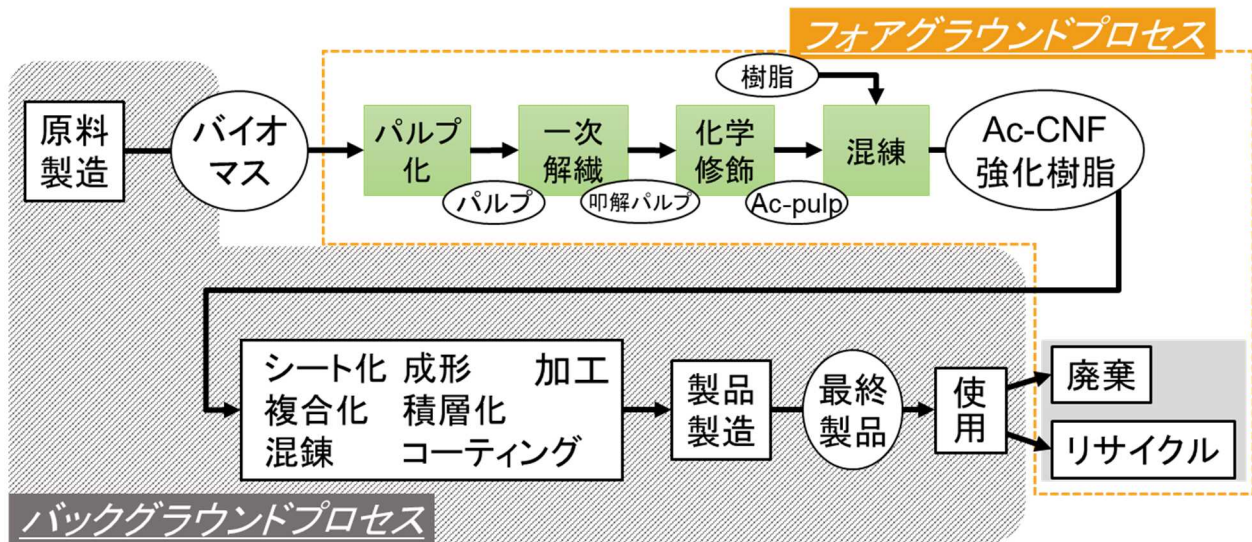 フォアグラウンドプロセス
樹脂
原料
製造
バイオ
マス
パルプ
化
一次
解繊
化学
修飾
混練
Ac-CNF
強化樹脂
パルプ
叩解パルプ
Ac-pulp
シート化 成形 加工
複合化 積層化
混錬 コーティング
製品
製造
最終
製品
使
用
廃棄
リサイクル
バックグラウンドプロセス